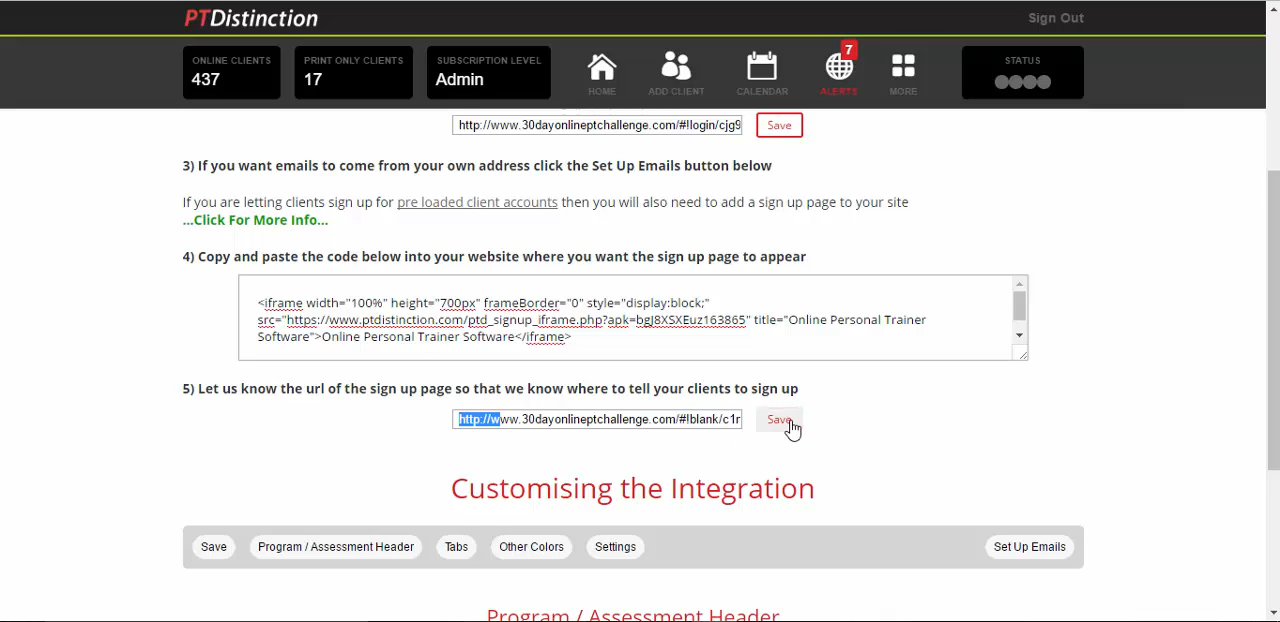 PTDistinction
Sign Out
ONLINE CLIENTS
437
PRINT ONLY CLIENTS
17
SUBSCRIPTION LEVEL
Admin
HOME
ADD CLIENT
CALENDAR
7
ALERTS
MORE
STATUS
http://www.30dayonlineptchallenge.com/#!login/cjg9
Save
3) If you want emails to come from your own address click the Set Up Emails button below
If you are letting clients sign up for pre loaded client accounts then you will also need to add a sign up page to your site
...Click For More Info...
4) Copy and paste the code below into your website where you want the sign up page to appear
<iframe width="100%" height="700px" frameBorder="0" style="display:block;"
src="https://www.ptdistinction.com/ptd_signup_iframe.php?apk=bgJ8XSXEuz163865" title="Online Personal Trainer
Software">Online Personal Trainer Software</iframe>
5) Let us know the url of the sign up page so that we know where to tell your clients to sign up
http://www.30dayonlineptchallenge.com/#!blank/c1r
Save
Customising the Integration
Save
Program / Assessment Header
Tabs
Other Colors
Settings
Set Up Emails
Program / Assessment Header